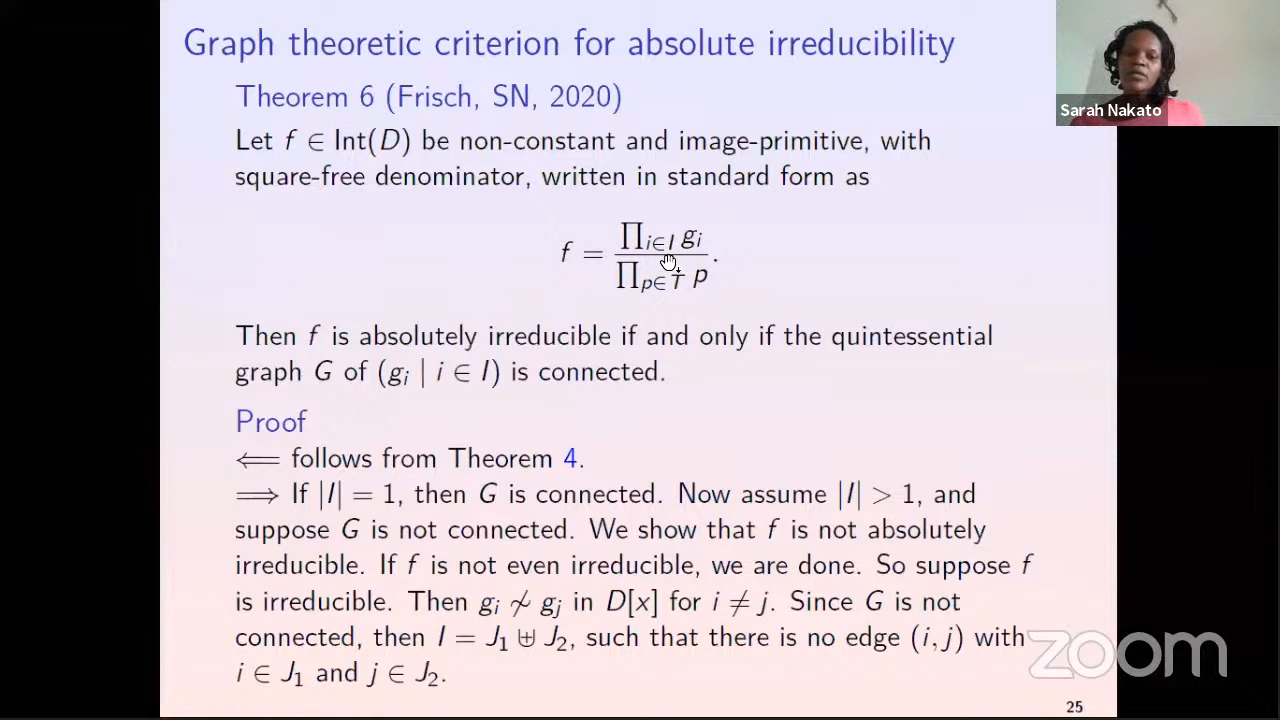 Graph theoretic criterion for absolute irreducibility
Sarah Nakato
Theorem 6 (Frisch, SN, 2020)
Let f ∈ Int(D) be non-constant and image-primitive, with
square-free denominator, written in standard form as
f = ∏_{i∈I} g_i / ∏_{p∈T} p .
Then f is absolutely irreducible if and only if the quintessential
graph G of (g_i | i ∈ I) is connected.
Proof
⟸ follows from Theorem 4.
⟹ If |I| = 1, then G is connected. Now assume |I| > 1, and
suppose G is not connected. We show that f is not absolutely
irreducible. If f is not even irreducible, we are done. So suppose f
is irreducible. Then g_i ≁ g_j in D[x] for i ≠ j. Since G is not
connected, then I = J_1 ⊎ J_2, such that there is no edge (i, j) with
i ∈ J_1 and j ∈ J_2.
zoom
25